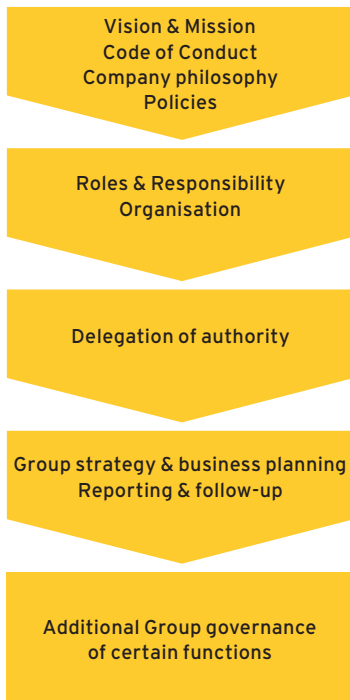 Vision & Mission
Code of Conduct
Company philosophy
Policies
Roles & Responsibility
Organisation
Delegation of authority
Group strategy & business planning
Reporting & follow-up
Additional Group governance
of certain functions